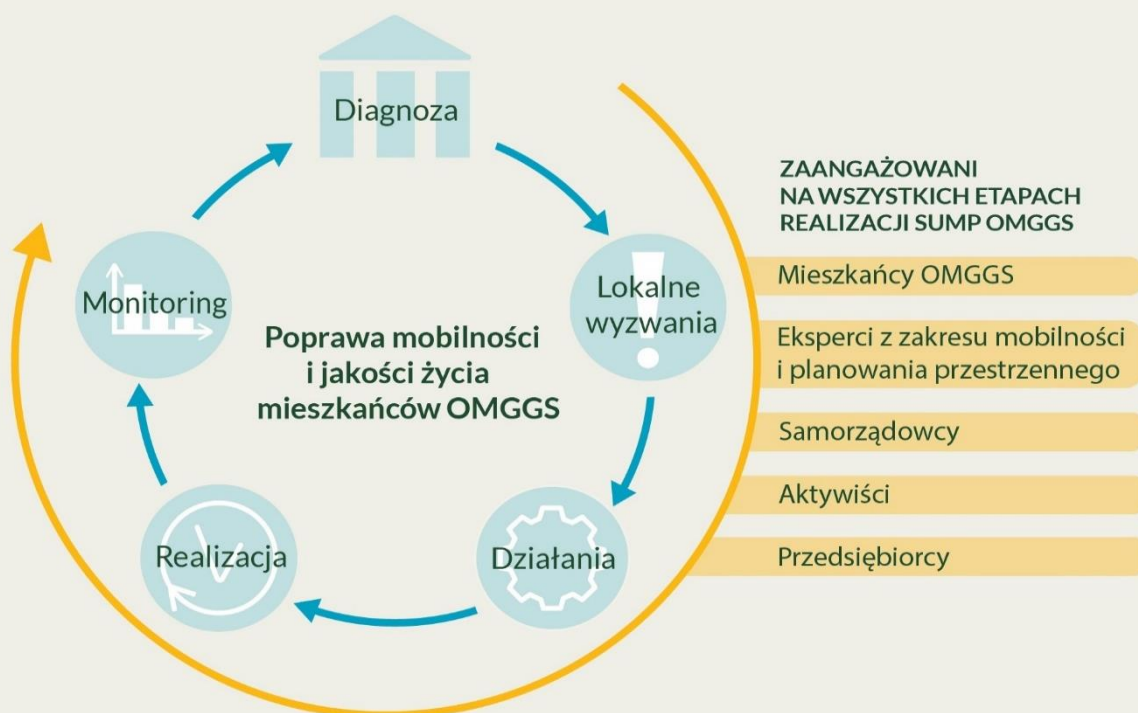 Diagnoza
Lokalne
wyzwania
Działania
Realizacja
Monitoring
Poprawa mobilności
i jakości życia
mieszkańców OMGGS
ZAANGAŻOWANI
NA WSZYSTKICH ETAPACH
REALIZACJI SUMP OMGGS
Mieszkańcy OMGGS
Eksperci z zakresu mobilności
i planowania przestrzennego
Samorządowcy
Aktywiści
Przedsiębiorcy